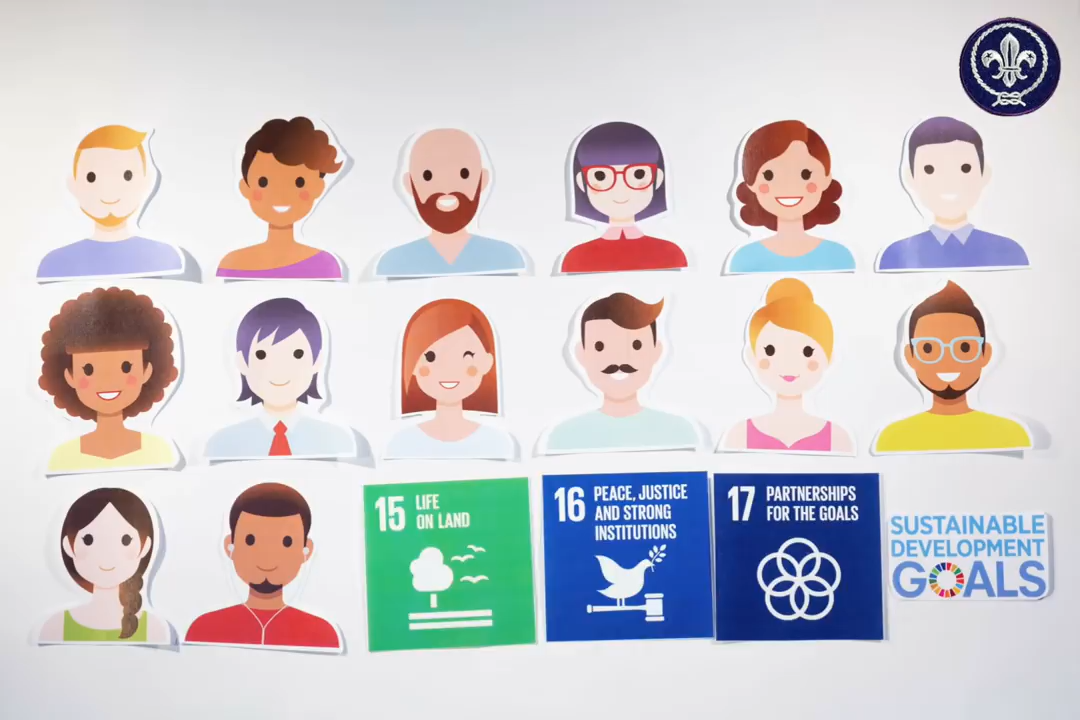 15
LIFE
ON LAND
16
PEACE, JUSTICE
AND STRONG
INSTITUTIONS
17
PARTNERSHIPS
FOR THE GOALS
SUSTAINABLE
DEVELOPMENT
GOALS